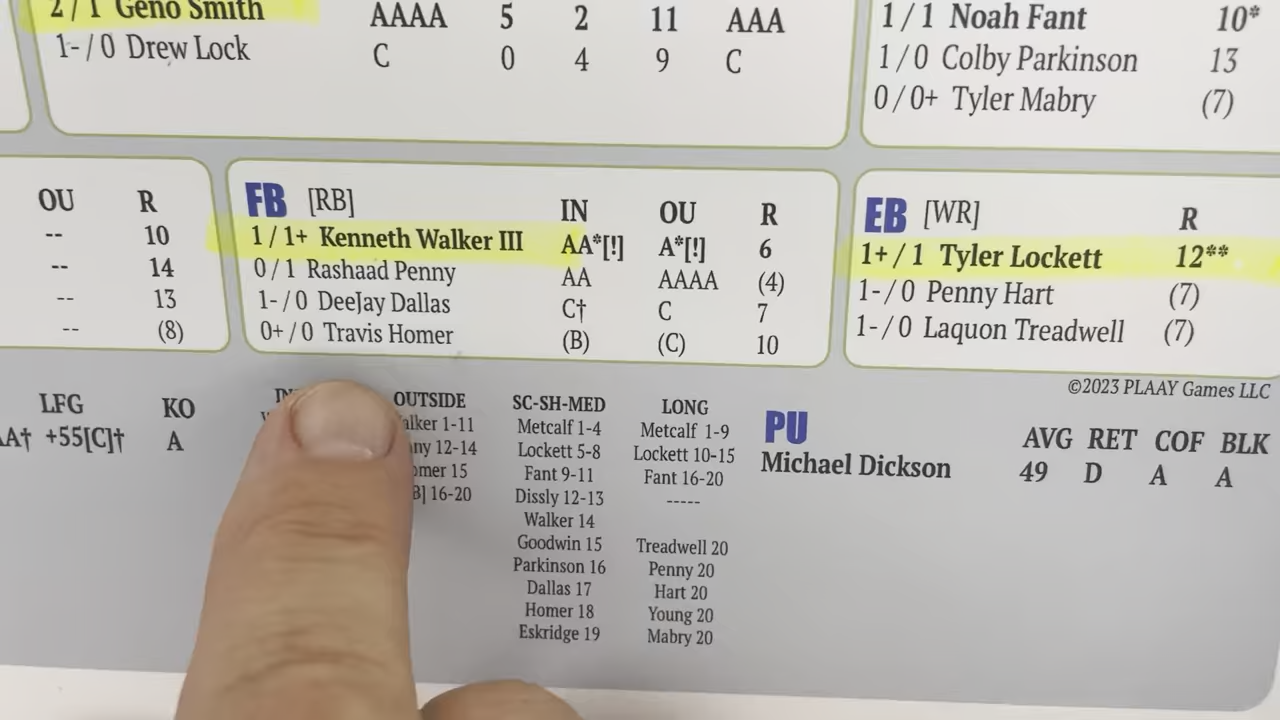 2 / 1 Geno Smith AAAA 5 2 11 AAA
1- / 0 Drew Lock C 0 4 9 C
1 / 1 Noah Fant 10*
1 / 0 Colby Parkinson 13
0 / 0+ Tyler Mabry (7)
OU R
-- 10
-- 14
-- 13
-- (8)
FB [RB] IN OU R
1 / 1+ Kenneth Walker III AA*[!] A*[!] 6
0 / 1 Rashaad Penny AA AAAA (4)
1- / 0 DeeJay Dallas C† C 7
0+ / 0 Travis Homer (B) (C) 10
EB [WR] R
1+ / 1 Tyler Lockett 12**
1- / 0 Penny Hart (7)
1- / 0 Laquon Treadwell (7)
©2023 PLAAY Games LLC
LFG KO
+55[C]† A
OUTSIDE
1-11
12-14
15
16-20
SC-SH-MED
Metcalf 1-4
Lockett 5-8
Fant 9-11
Dissly 12-13
Walker 14
Goodwin 15
Parkinson 16
Dallas 17
Homer 18
Eskridge 19
LONG
Metcalf 1-9
Lockett 10-15
Fant 16-20
-----
Treadwell 20
Penny 20
Hart 20
Young 20
Mabry 20
PU AVG RET COF BLK
Michael Dickson 49 D A A